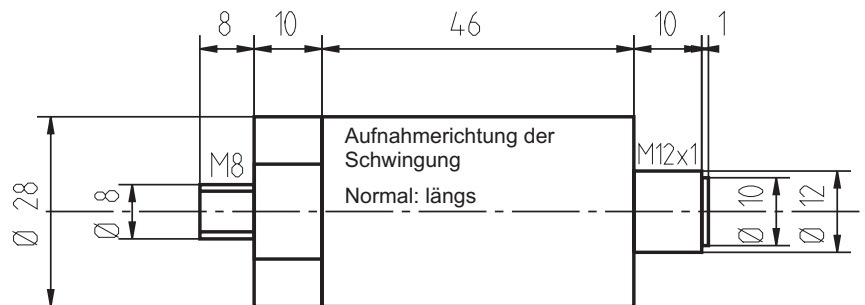 8 10 46 10 1
Aufnahmerichtung der
Schwingung
M8 M12x1
Normal: längs
Ø 28 Ø 8 Ø 10 Ø 12